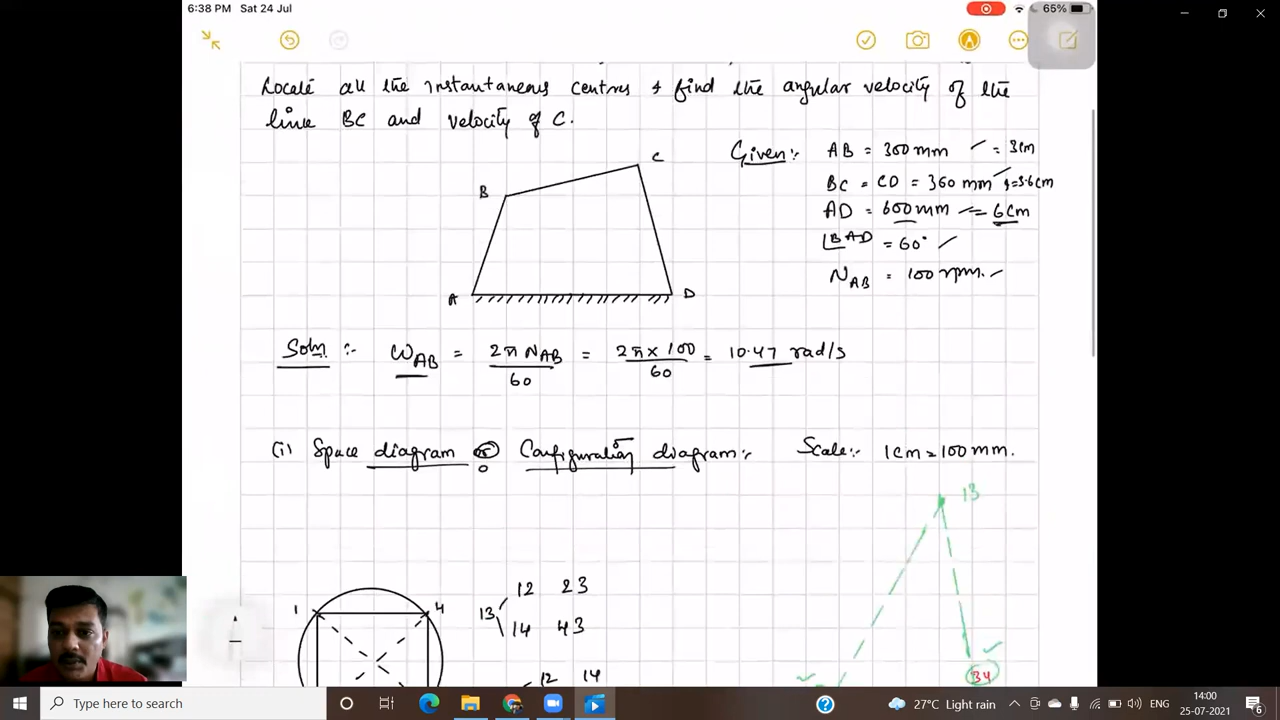 6:38 PM Sat 24 Jul
65%
Locate all the instantaneous centres & find the angular velocity of the
link BC and velocity of C.
Given:-
AB = 300 mm = 3cm
BC = CD = 360 mm = 3.6cm
AD = 600 mm = 6cm
∠BAD = 60°
N_AB = 100 rpm.
B
C
A
D
Soln :- ω_AB = 2π N_AB / 60 = 2π x 100 / 60 = 10.47 rad/s
(i) Space diagram or Configuration diagram:- Scale:- 1cm = 100 mm.
13
12 23
13
14 43
12 14
1
4
34
Type here to search
27°C Light rain
ENG
14:00
25-07-2021
6